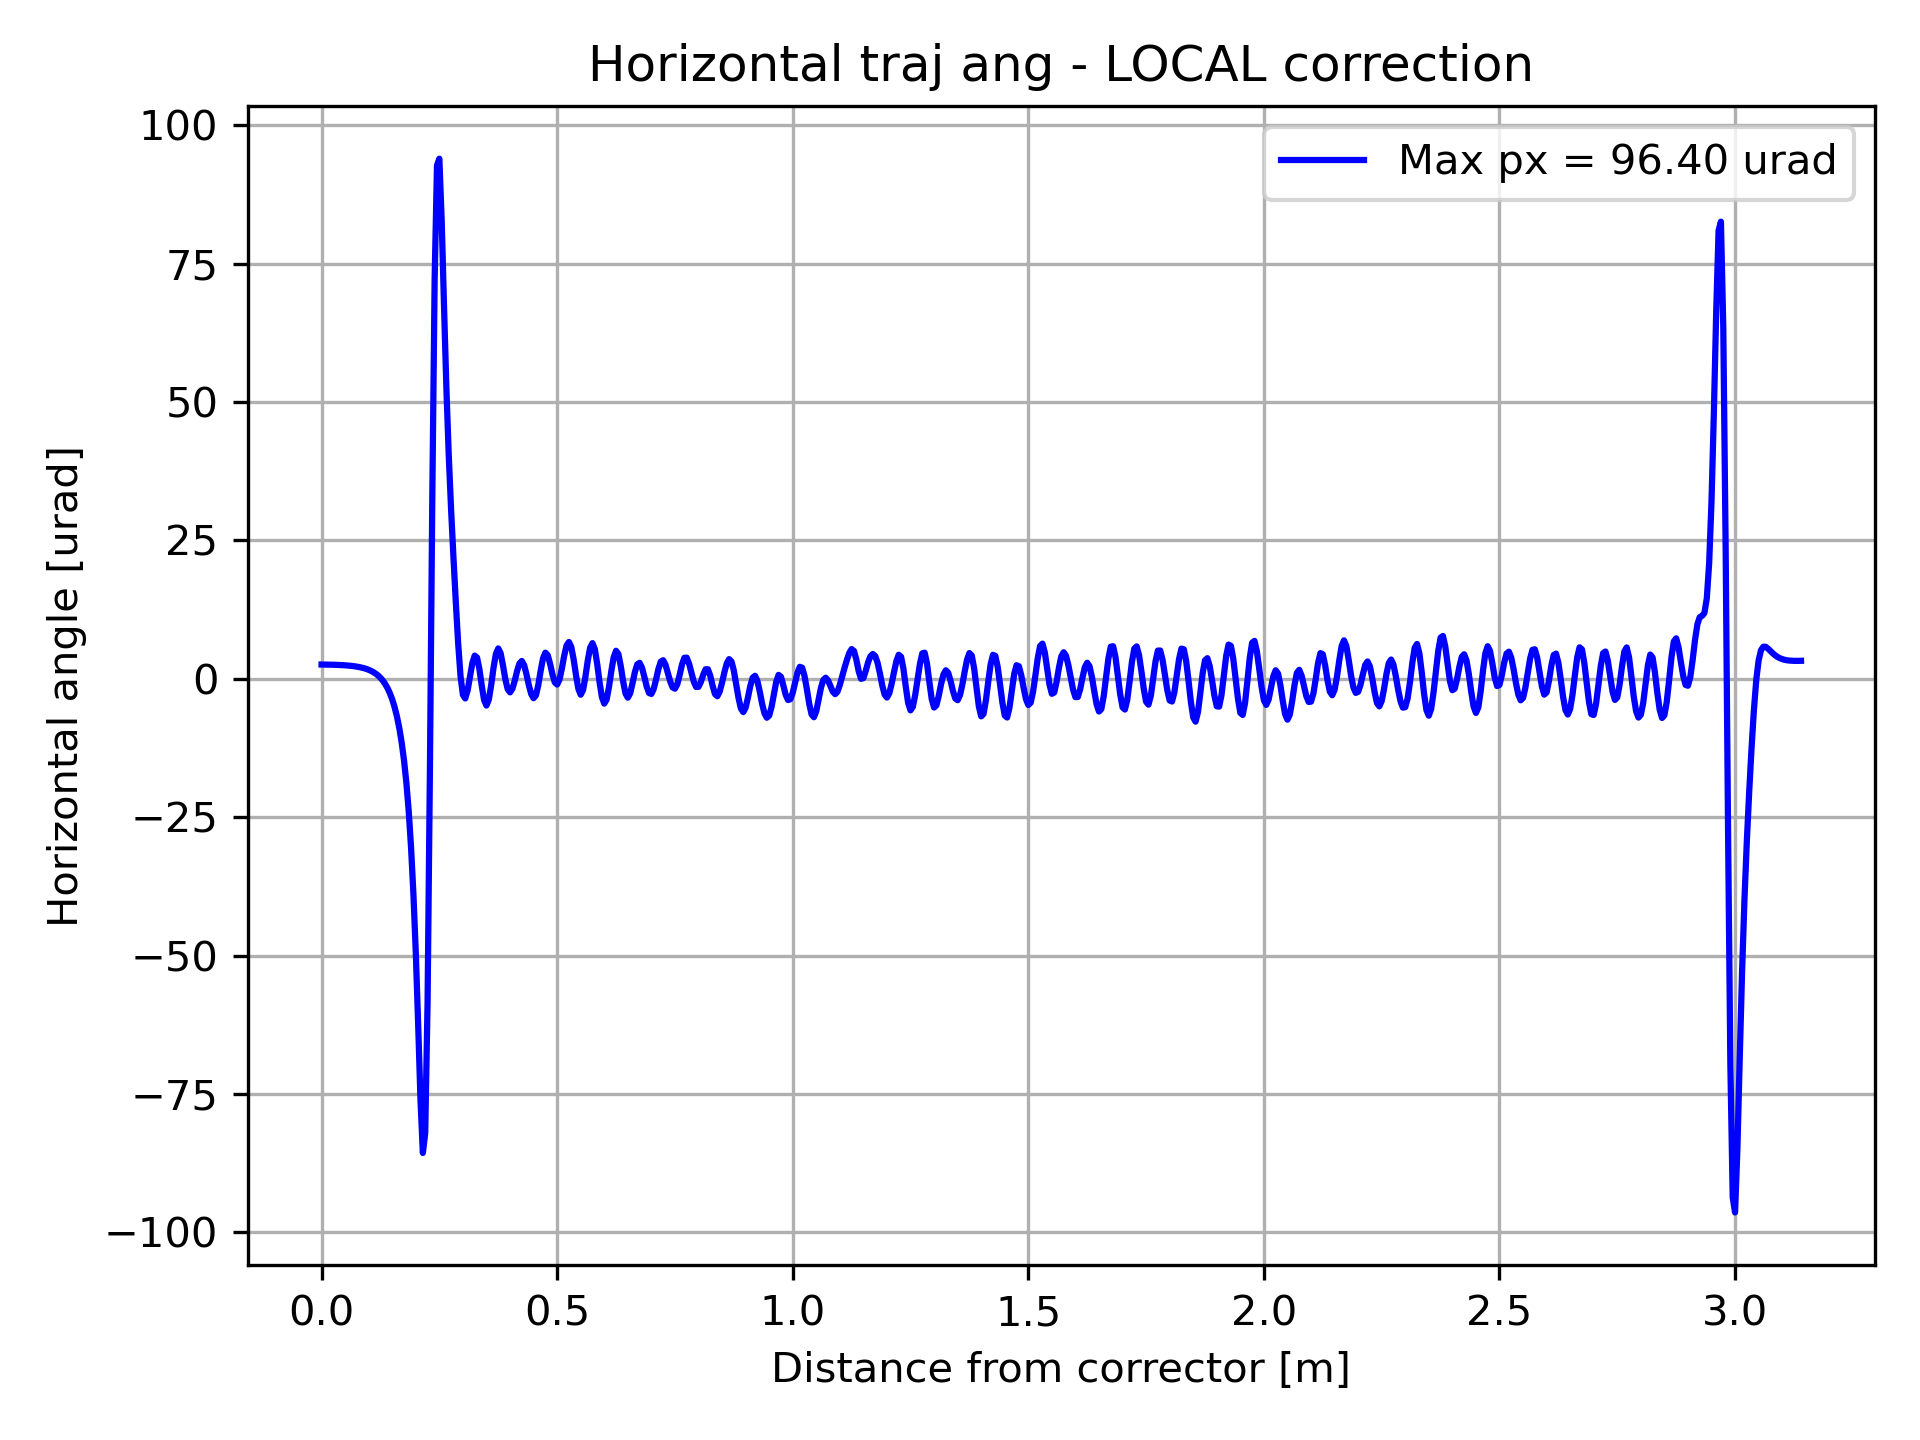 Horizontal traj ang - LOCAL correction
Max px = 96.40 urad
Horizontal angle [urad]
100
75
50
25
0
−25
−50
−75
−100
0.0 0.5 1.0 1.5 2.0 2.5 3.0
Distance from corrector [m]